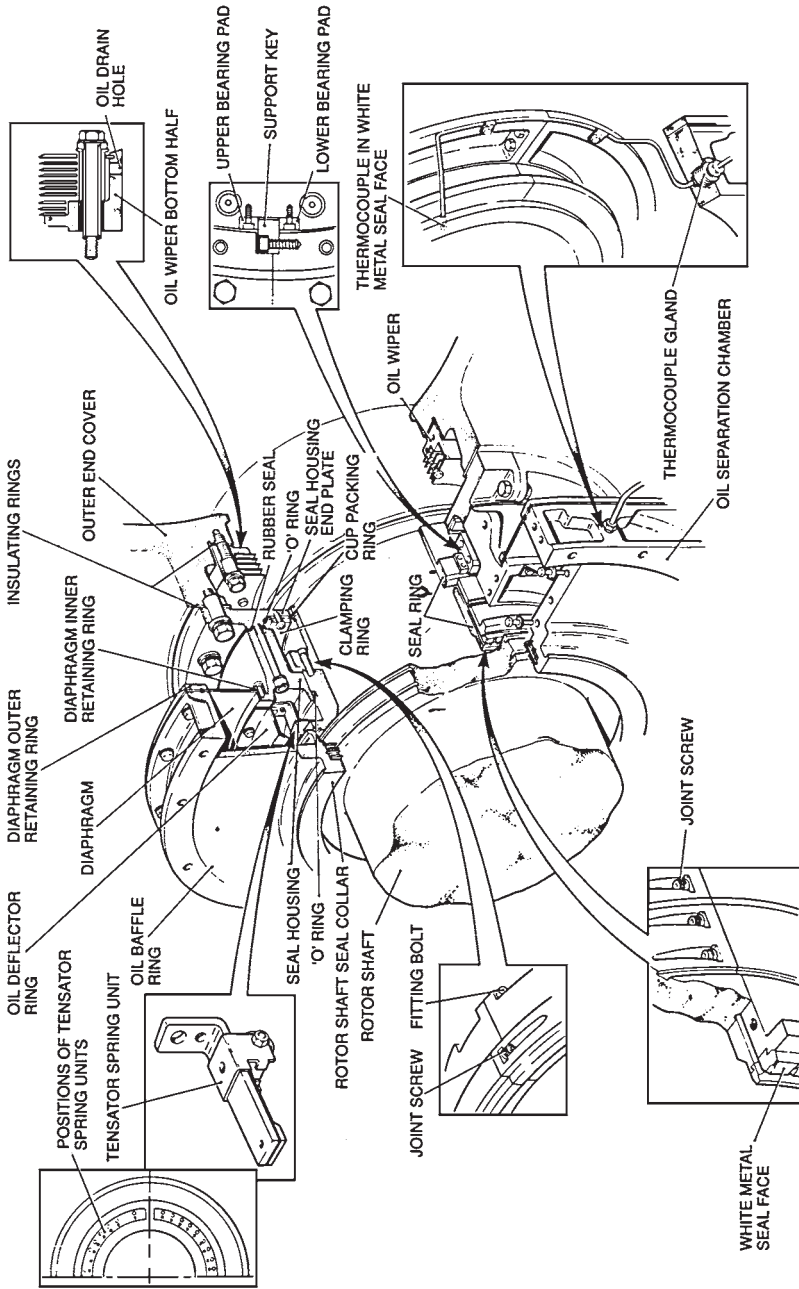 POSITIONS OF TENSATOR
SPRING UNITS
TENSATOR SPRING UNIT
OIL DEFLECTOR
RING
OIL BAFFLE
RING
DIAPHRAGM
DIAPHRAGM OUTER
RETAINING RING
DIAPHRAGM INNER
RETAINING RING
INSULATING RINGS
OUTER END COVER
OIL WIPER BOTTOM HALF
OIL DRAIN
HOLE
UPPER BEARING PAD
SUPPORT KEY
LOWER BEARING PAD
RUBBER SEAL
'O' RING
SEAL HOUSING
END PLATE
CUP PACKING
RING
CLAMPING
RING
SEAL RING
OIL WIPER
THERMOCOUPLE IN WHITE
METAL SEAL FACE
SEAL HOUSING
'O' RING
ROTOR SHAFT SEAL COLLAR
ROTOR SHAFT
JOINT SCREW
FITTING BOLT
THERMOCOUPLE GLAND
OIL SEPARATION CHAMBER
JOINT SCREW
WHITE METAL
SEAL FACE